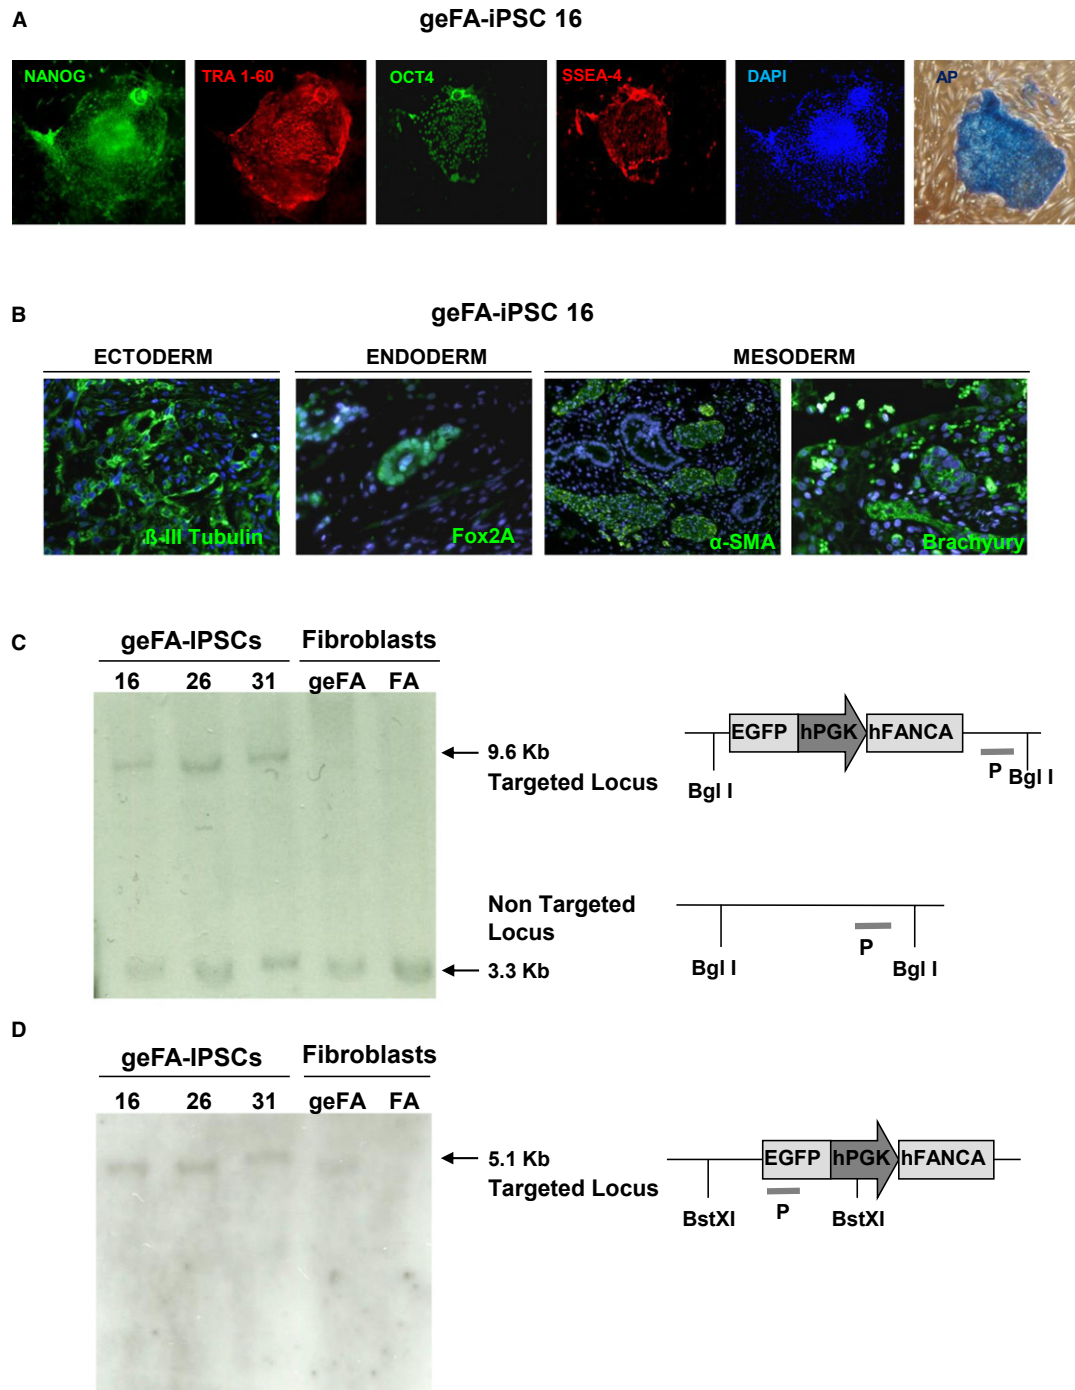 A
geFA-iPSC 16
NANOG TRA 1-60 OCT4 SSEA-4 DAPI AP
B
geFA-iPSC 16
ECTODERM ENDODERM MESODERM
ß-III Tubulin Fox2A α-SMA Brachyury
C
geFA-IPSCs Fibroblasts
16 26 31 geFA FA
9.6 Kb
Targeted Locus
EGFP hPGK hFANCA
Bgl I P Bgl I
Non Targeted
Locus
3.3 Kb
P
Bgl I Bgl I
D
geFA-IPSCs Fibroblasts
16 26 31 geFA FA
5.1 Kb
Targeted Locus
EGFP hPGK hFANCA
P
BstXI BstXI